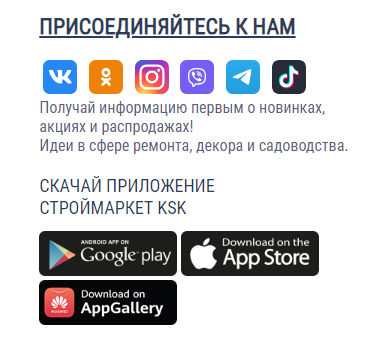 ПРИСОЕДИНЯЙТЕСЬ К НАМ
Получай информацию первым о новинках,
акциях и распродажах!
Идеи в сфере ремонта, декора и садоводства.
СКАЧАЙ ПРИЛОЖЕНИЕ
СТРОЙМАРКЕТ KSK
ANDROID APP ON
Google play
Download on the
App Store
HUAWEI
Download on
AppGallery